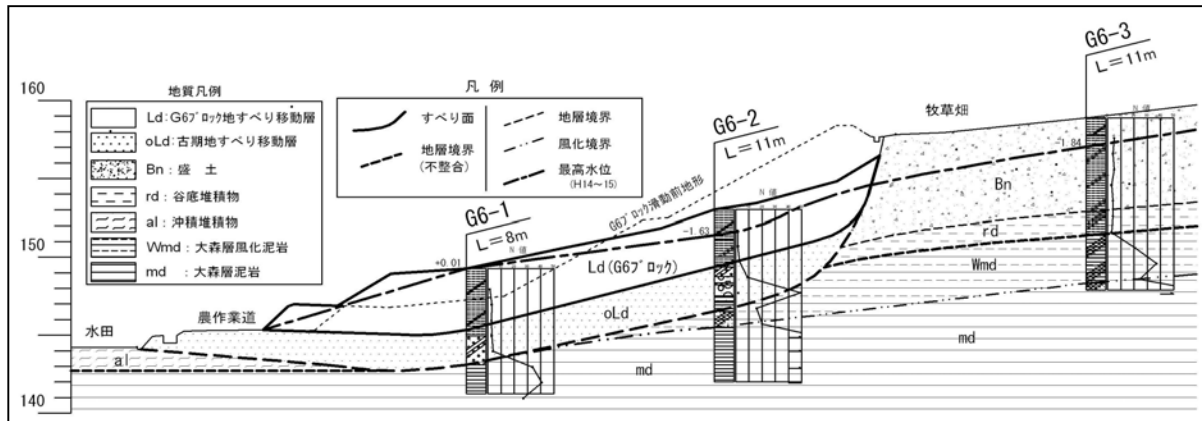 160
150
140
地質凡例
Ld:G6ブロック地すべり移動層
oLd:古期地すべり移動層
Bn:盛 土
rd:谷底堆積物
al:沖積堆積物
Wmd:大森層風化泥岩
md:大森層泥岩
凡 例
すべり面
地層境界
(不整合)
地層境界
風化境界
最高水位
(H14~15)
G6-1
L=8m
N 値
+0.01
G6-2
L=11m
N 値
-1.63
G6-3
L=11m
N 値
-1.84
牧草畑
G6ブロック滑動前地形
Bn
rd
Wmd
md
Ld(G6ブロック)
oLd
md
農作業道
水田
al